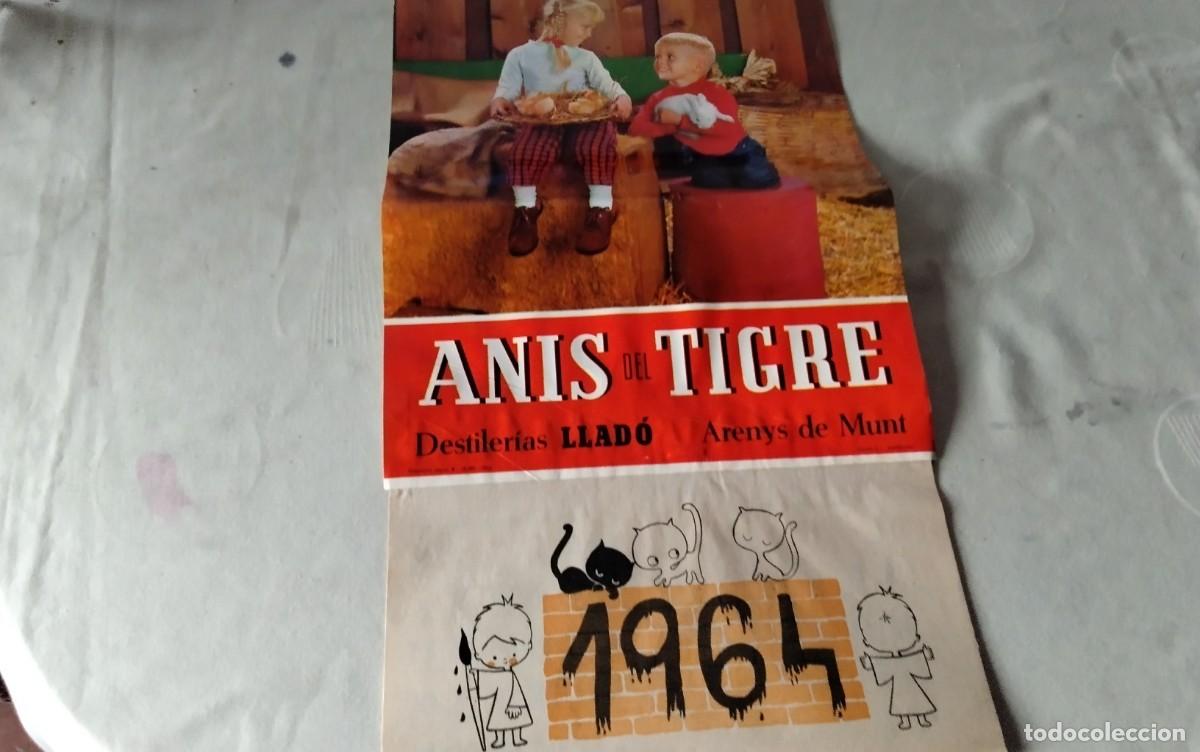 ANIS DEL TIGRE
Destilerías LLADÓ Arenys de Munt
1964
todocoleccion